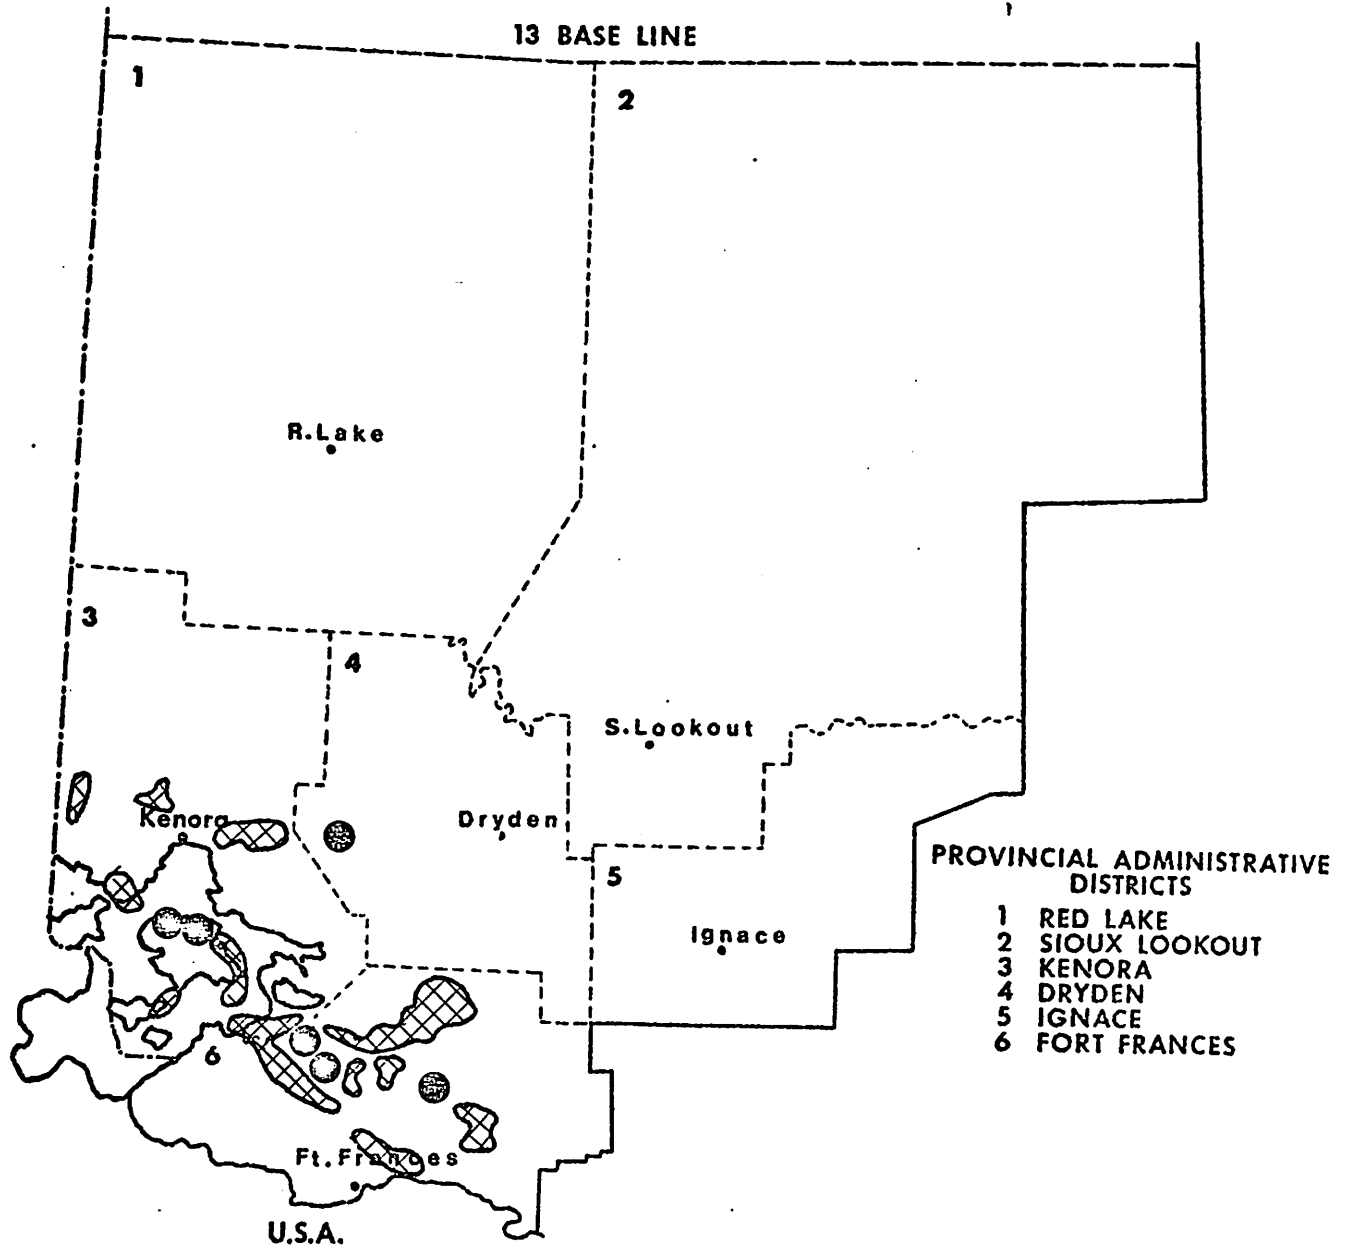 13 BASE LINE
1
2
R.Lake
3
4
S.Lookout
Kenora
Dryden
5
PROVINCIAL ADMINISTRATIVE
DISTRICTS
1 RED LAKE
2 SIOUX LOOKOUT
3 KENORA
4 DRYDEN
5 IGNACE
6 FORT FRANCES
Ignace
6
Ft.Frances
U.S.A.